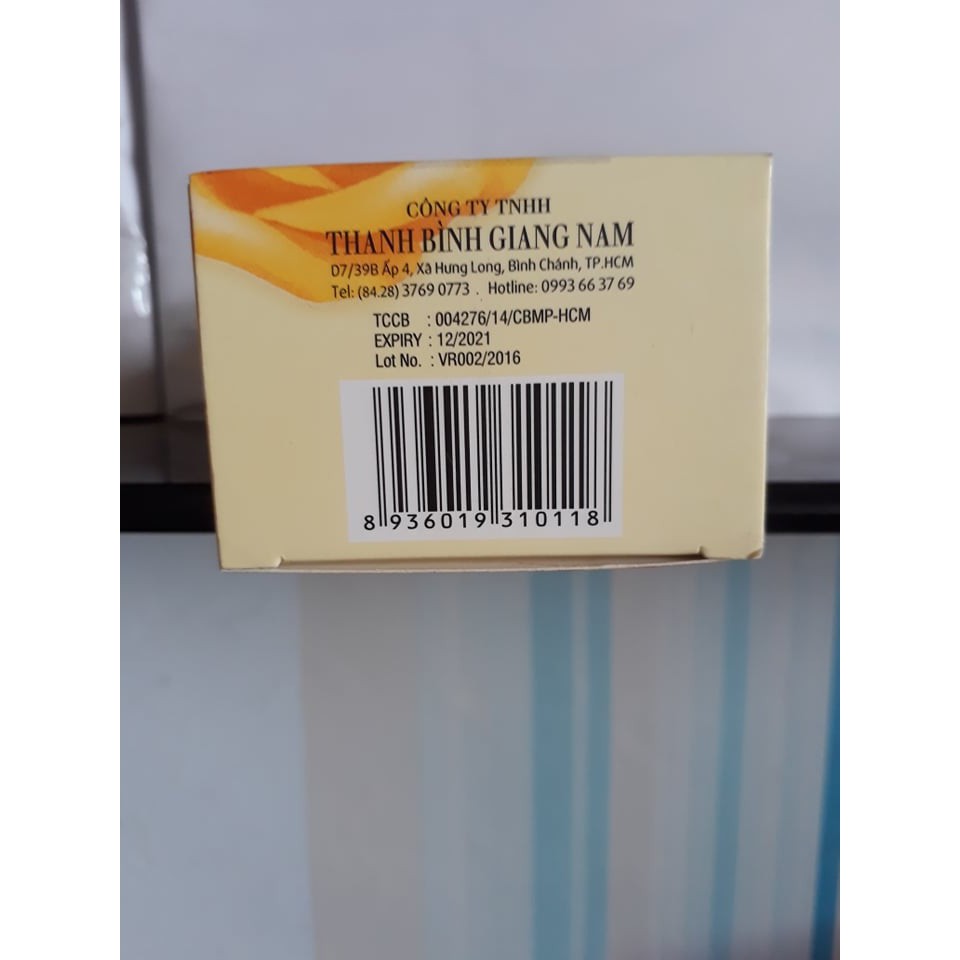 CÔNG TY TNHH
THANH BÌNH GIANG NAM
D7/39B Ấp 4, Xã Hưng Long, Bình Chánh, TP.HCM
Tel: (84.28) 3769 0773 . Hotline: 0993 66 37 69
TCCB : 004276/14/CBMP-HCM
EXPIRY : 12/2021
Lot No. : VR002/2016
8 936019 310118